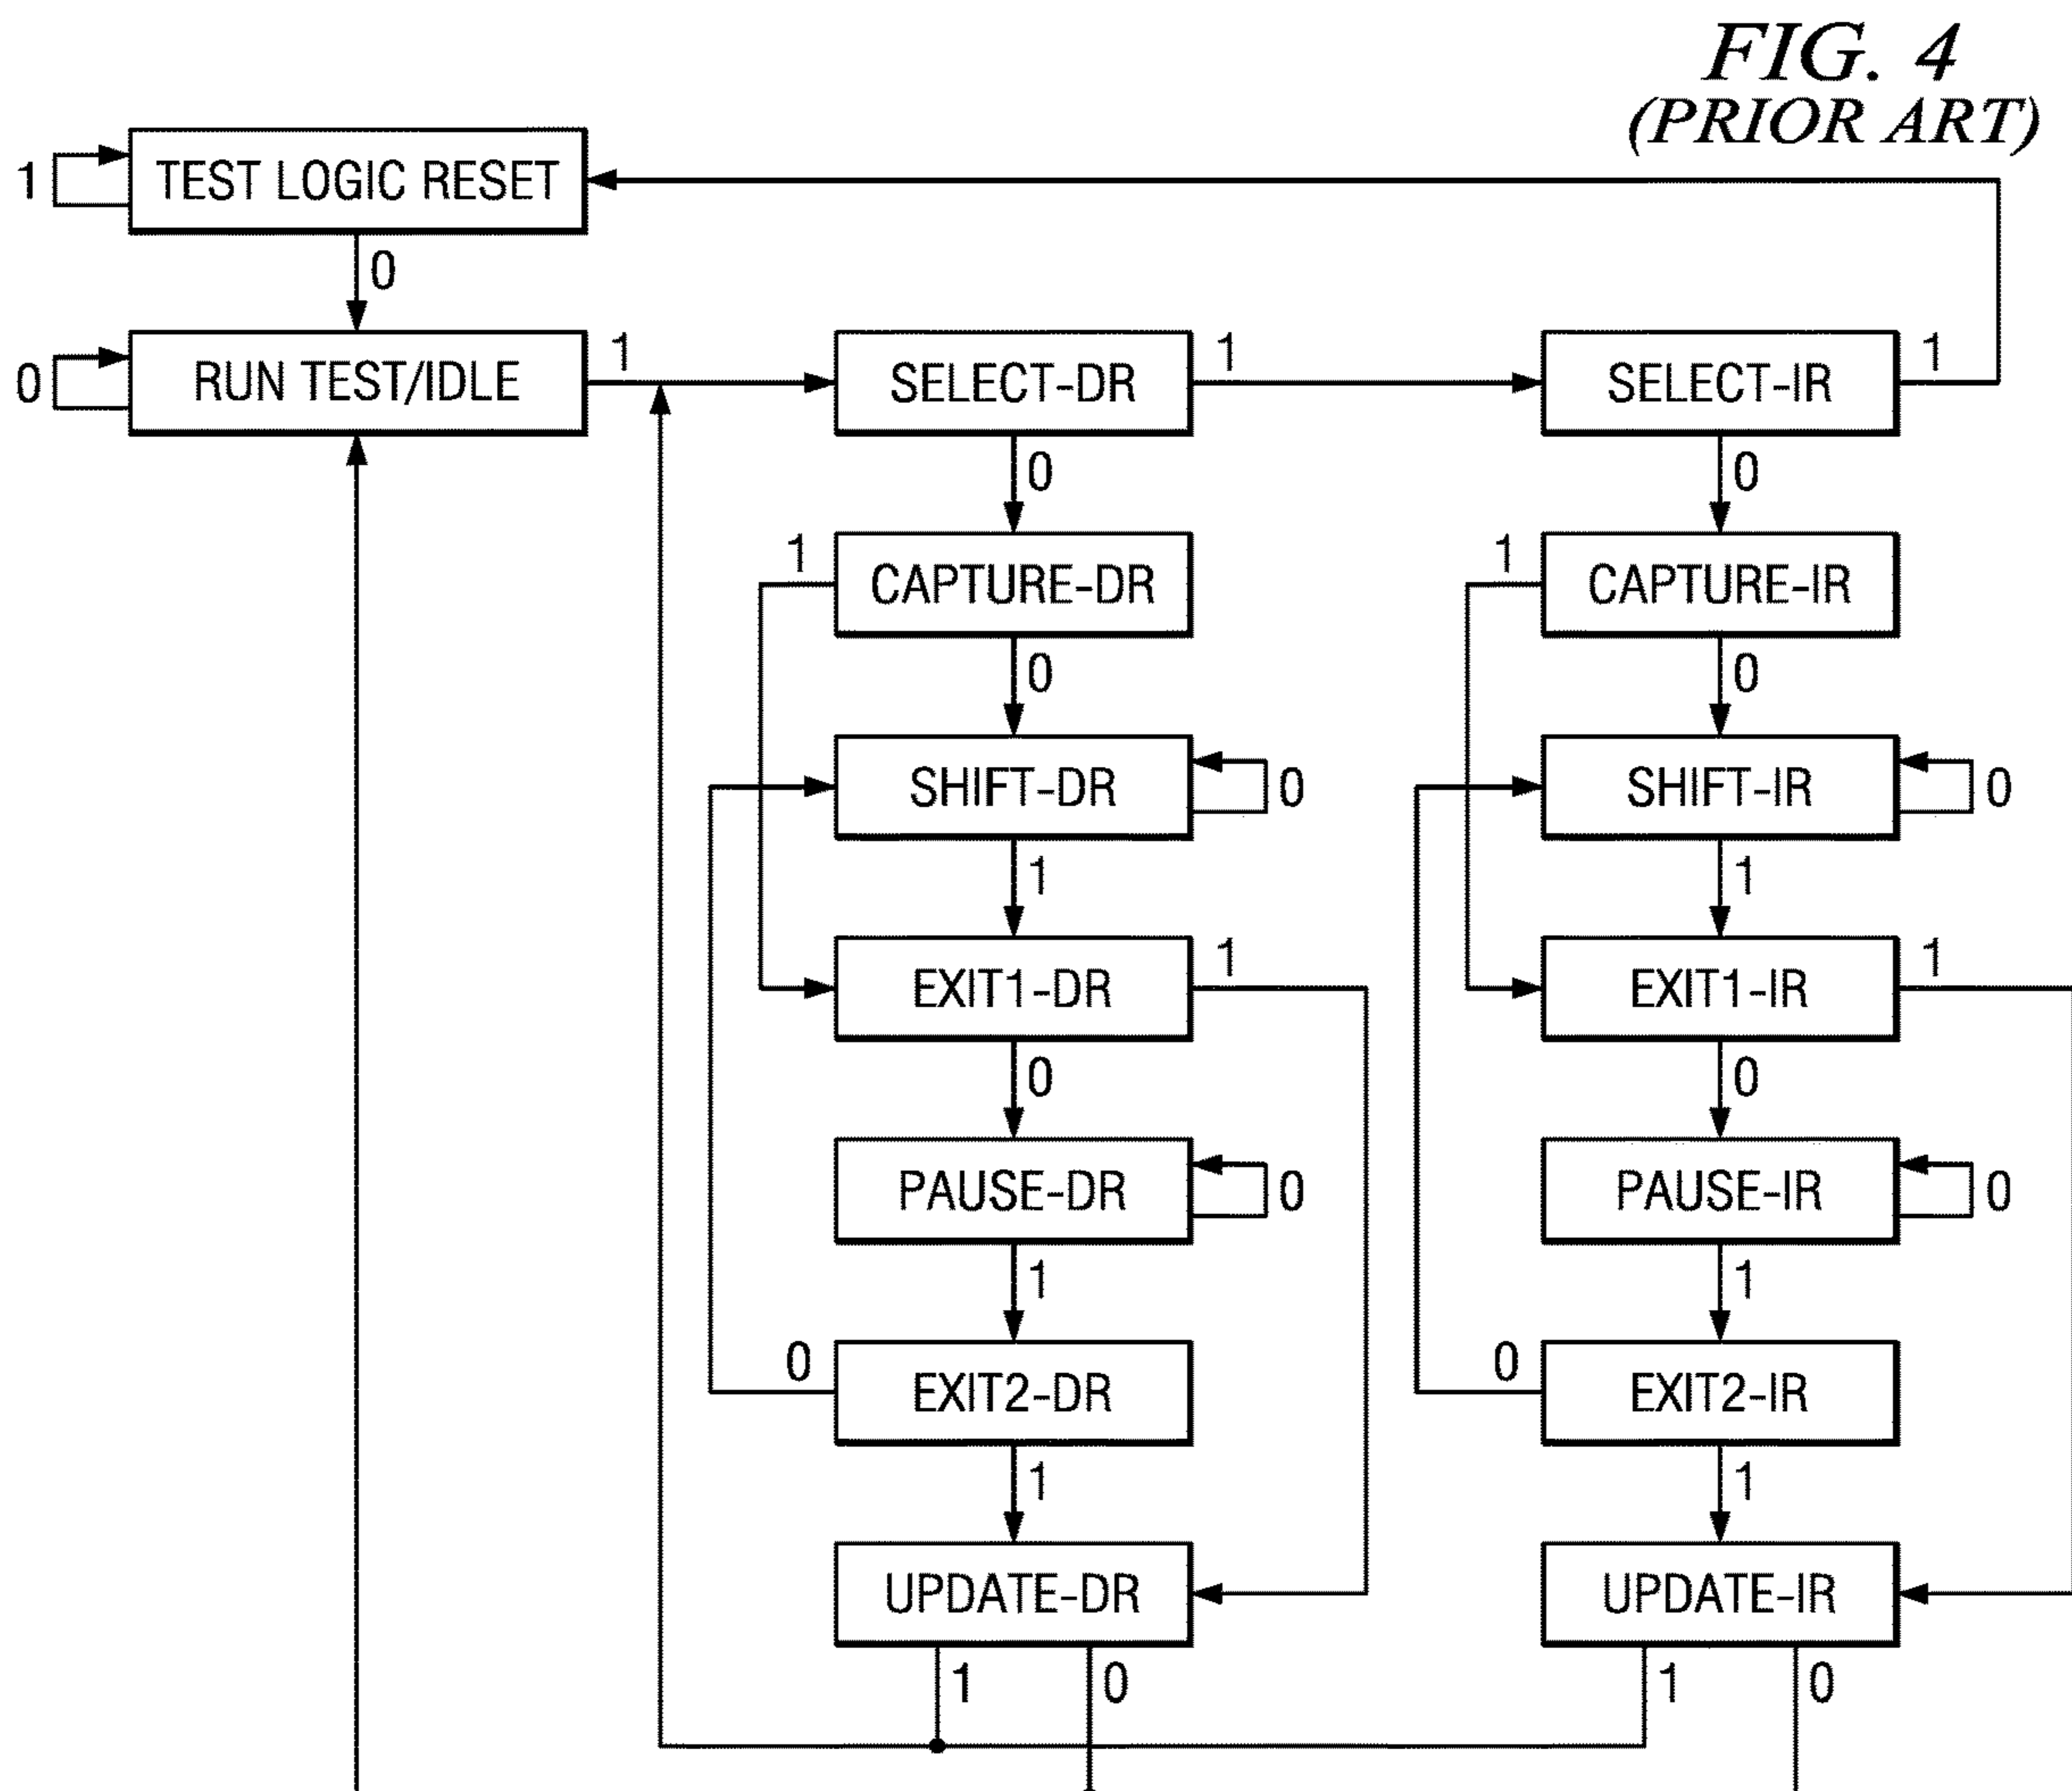 FIG. 4
(PRIOR ART)
1
TEST LOGIC RESET
0
0
RUN TEST/IDLE
1
SELECT-DR
1
SELECT-IR
1
0
0
1
CAPTURE-DR
1
CAPTURE-IR
0
0
SHIFT-DR
0
SHIFT-IR
0
1
1
EXIT1-DR
1
EXIT1-IR
1
0
0
PAUSE-DR
0
PAUSE-IR
0
1
1
0
EXIT2-DR
0
EXIT2-IR
1
1
UPDATE-DR
UPDATE-IR
1
0
1
0